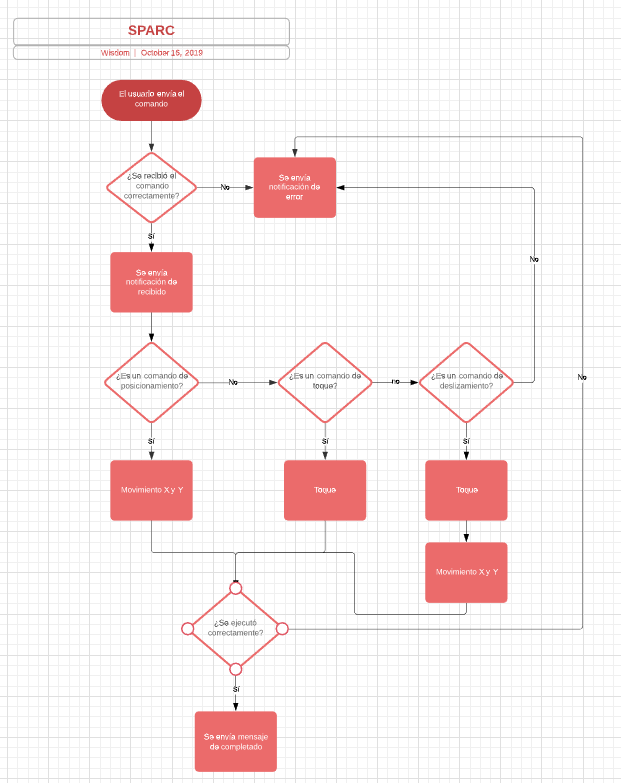 SPARC
Wisdom | October 16, 2019
El usuario envía el
comando
¿Se recibió el
comando
correctamente?
No
Se envía
notificación de
error
Sí
Se envía
notificación de
recibido
No
¿Es un comando de
posicionamiento?
No
¿Es un comando de
toque?
no
¿Es un comando de
deslizamiento?
No
Sí
Sí
Sí
Movimiento X y Y
Toque
Toque
Movimiento X y Y
¿Se ejecutó
correctamente?
Sí
Se envía mensaje
de completado